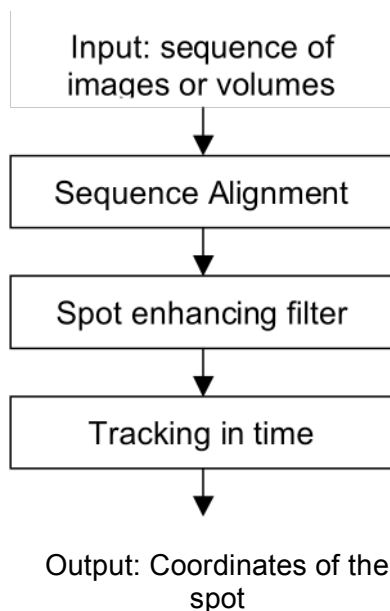 Input: sequence of
images or volumes
Sequence Alignment
Spot enhancing filter
Tracking in time
Output: Coordinates of the
spot